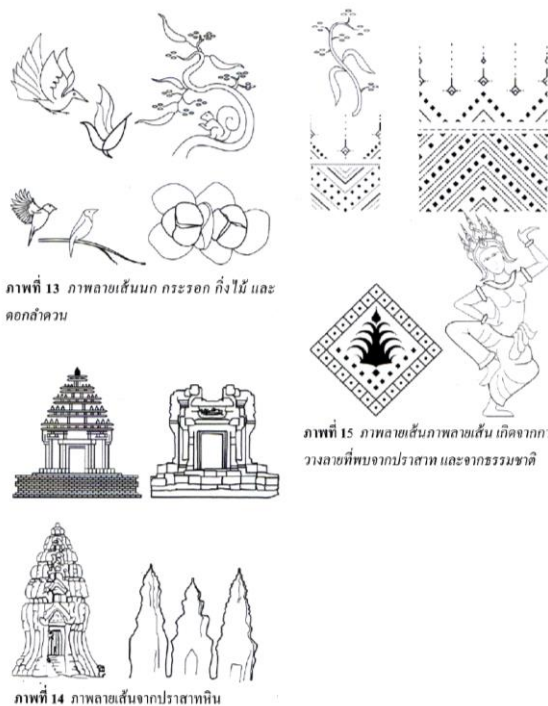 ภาพที่ 13 ภาพลายเส้นนก กระรอก กิ่งไม้ และ
ดอกลำดวน
ภาพที่ 14 ภาพลายเส้นจากปราสาทหิน
ภาพที่ 15 ภาพลายเส้นภาพลายเส้น เกิดจากกา
วางลายที่พบจากปราสาท และจากธรรมชาติ